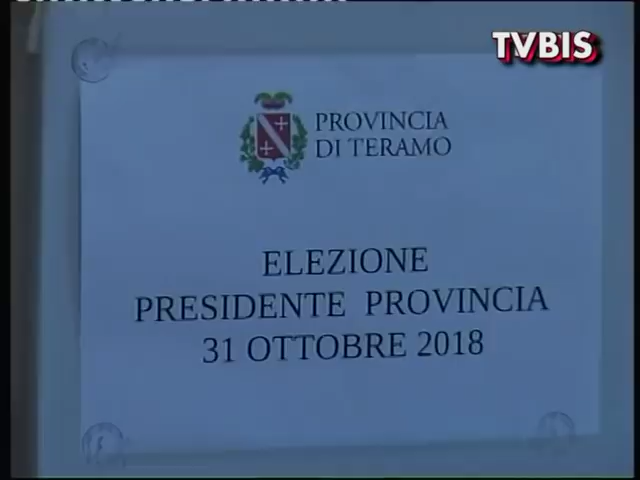 TVBIS
PROVINCIA
DI TERAMO
ELEZIONE
PRESIDENTE PROVINCIA
31 OTTOBRE 2018